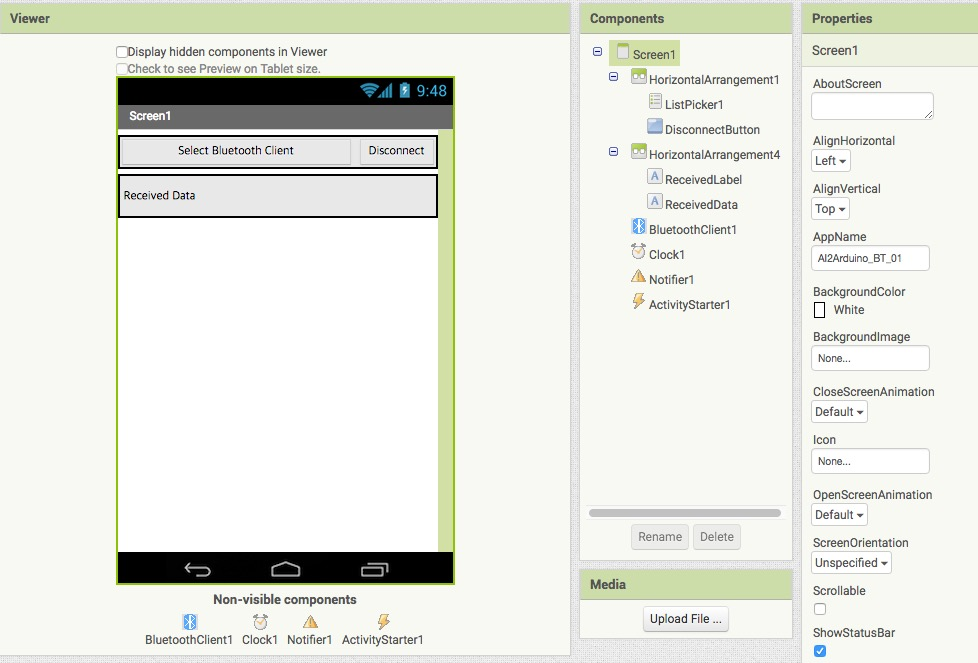 Viewer
Display hidden components in Viewer
Check to see Preview on Tablet size.
9:48
Screen1
Select Bluetooth Client
Disconnect
Received Data
Non-visible components
BluetoothClient1
Clock1
Notifier1
ActivityStarter1
Components
Screen1
HorizontalArrangement1
ListPicker1
DisconnectButton
HorizontalArrangement4
A ReceivedLabel
A ReceivedData
BluetoothClient1
Clock1
Notifier1
ActivityStarter1
Rename
Delete
Media
Upload File ...
Properties
Screen1
AboutScreen
AlignHorizontal
Left
AlignVertical
Top
AppName
AI2Arduino_BT_01
BackgroundColor
White
BackgroundImage
None...
CloseScreenAnimation
Default
Icon
None...
OpenScreenAnimation
Default
ScreenOrientation
Unspecified
Scrollable
ShowStatusBar